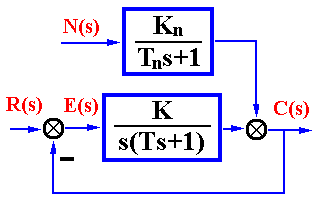 N(s)
Kn
Tns+1
R(s)
E(s)
K
s(Ts+1)
C(s)
−